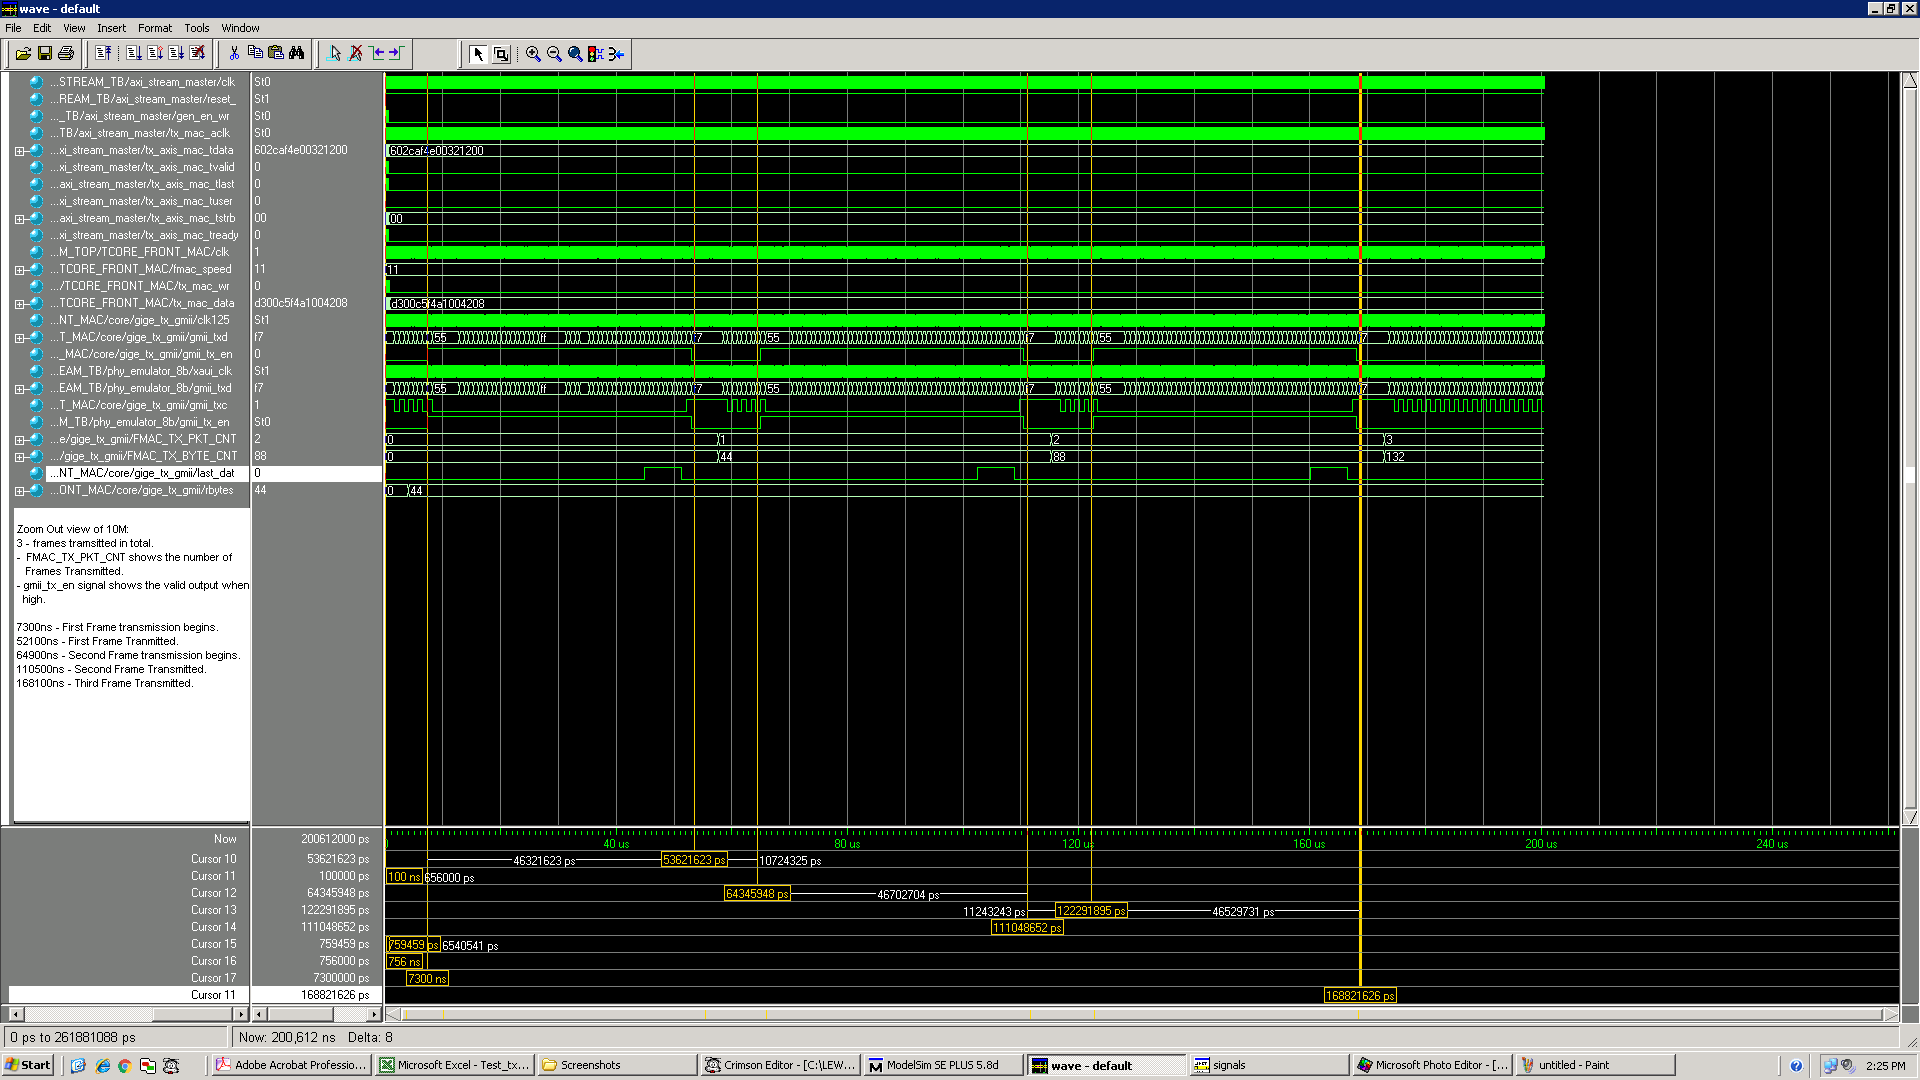 wave - default
File Edit View Insert Format Tools Window
...STREAM_TB/axi_stream_master/clk St0
...REAM_TB/axi_stream_master/reset_ St1
..._TB/axi_stream_master/gen_en_wr St0
...TB/axi_stream_master/tx_mac_aclk St0
...xi_stream_master/tx_axis_mac_tdata 602caf4e00321200 602caf4e00321200
...xi_stream_master/tx_axis_mac_tvalid 0
...axi_stream_master/tx_axis_mac_tlast 0
...xi_stream_master/tx_axis_mac_tuser 0
...axi_stream_master/tx_axis_mac_tstrb 00 00
...xi_stream_master/tx_axis_mac_tready 0
...M_TOP/TCORE_FRONT_MAC/clk 1
...TCORE_FRONT_MAC/fmac_speed 11 11
.../TCORE_FRONT_MAC/tx_mac_wr 0
...TCORE_FRONT_MAC/tx_mac_data d300c5f4a1004208 d300c5f4a1004208
...NT_MAC/core/gige_tx_gmii/clk125 St1
...T_MAC/core/gige_tx_gmii/gmii_txd f7 55 ff f7 55 f7 55 f7
..._MAC/core/gige_tx_gmii/gmii_tx_en 0
...EAM_TB/phy_emulator_8b/xaui_clk St1
...EAM_TB/phy_emulator_8b/gmii_txd f7 55 ff f7 55 f7 55 f7
...T_MAC/core/gige_tx_gmii/gmii_txc 1
...M_TB/phy_emulator_8b/gmii_tx_en St0
...e/gige_tx_gmii/FMAC_TX_PKT_CNT 2 0 1 2 3
.../gige_tx_gmii/FMAC_TX_BYTE_CNT 88 0 44 88 132
...NT_MAC/core/gige_tx_gmii/last_dat 0
...ONT_MAC/core/gige_tx_gmii/rbytes 44 0 44
Zoom Out view of 10M:
3 - frames tramsitted in total.
- FMAC_TX_PKT_CNT shows the number of
Frames Transmitted.
- gmii_tx_en signal shows the valid output when
high.
7300ns - First Frame transmission begins.
52100ns - First Frame Tranmitted.
64900ns - Second Frame transmission begins.
110500ns - Second Frame Transmitted.
168100ns - Third Frame Transmitted.
Now 200612000 ps 0 40 us 80 us 120 us 160 us 200 us 240 us
Cursor 10 53621623 ps 46321623 ps 53621623 ps 10724325 ps
Cursor 11 100000 ps 100 ns 656000 ps
Cursor 12 64345948 ps 64345948 ps 46702704 ps
Cursor 13 122291895 ps 11243243 ps 122291895 ps 46529731 ps
Cursor 14 111048652 ps 111048652 ps
Cursor 15 759459 ps 759459 ps 6540541 ps
Cursor 16 756000 ps 756 ns
Cursor 17 7300000 ps 7300 ns
Cursor 11 168821626 ps 168821626 ps
0 ps to 261881088 ps Now: 200,612 ns Delta: 8
Start Adobe Acrobat Professio... Microsoft Excel - Test_tx... Screenshots Crimson Editor - [C:\LEW... ModelSim SE PLUS 5.8d wave - default signals Microsoft Photo Editor - [... untitled - Paint 2:25 PM